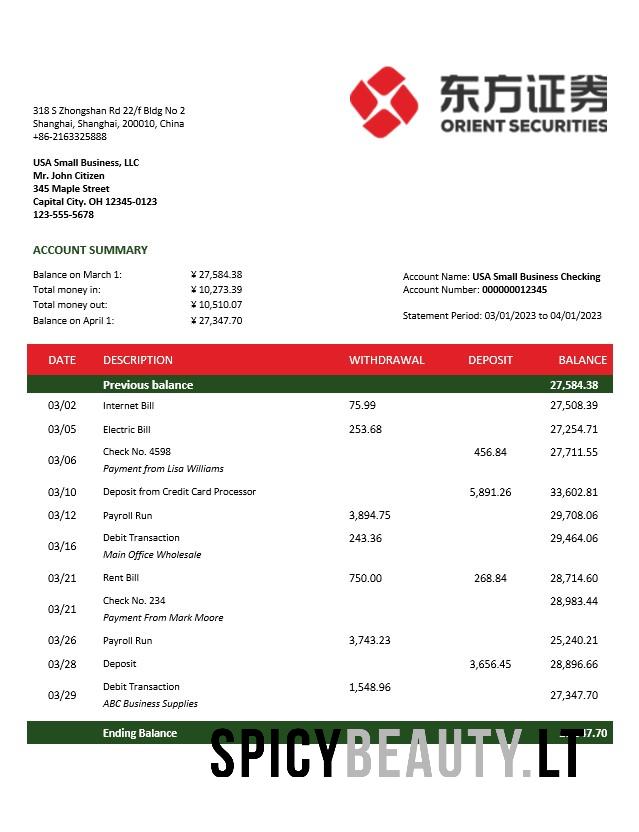 东方证券
ORIENT SECURITIES
318 S Zhongshan Rd 22/f Bldg No 2
Shanghai, Shanghai, 200010, China
+86-2163325888
USA Small Business, LLC
Mr. John Citizen
345 Maple Street
Capital City. OH 12345-0123
123-555-5678
ACCOUNT SUMMARY
Balance on March 1: ¥ 27,584.38
Total money in: ¥ 10,273.39
Total money out: ¥ 10,510.07
Balance on April 1: ¥ 27,347.70
Account Name: USA Small Business Checking
Account Number: 000000012345
Statement Period: 03/01/2023 to 04/01/2023
DATE DESCRIPTION WITHDRAWAL DEPOSIT BALANCE
Previous balance 27,584.38
03/02 Internet Bill 75.99 27,508.39
03/05 Electric Bill 253.68 27,254.71
03/06 Check No. 4598 456.84 27,711.55
Payment from Lisa Williams
03/10 Deposit from Credit Card Processor 5,891.26 33,602.81
03/12 Payroll Run 3,894.75 29,708.06
03/16 Debit Transaction 243.36 29,464.06
Main Office Wholesale
03/21 Rent Bill 750.00 268.84 28,714.60
03/21 Check No. 234 28,983.44
Payment From Mark Moore
03/26 Payroll Run 3,743.23 25,240.21
03/28 Deposit 3,656.45 28,896.66
03/29 Debit Transaction 1,548.96 27,347.70
ABC Business Supplies
Ending Balance
SPICYBEAUTY.LT